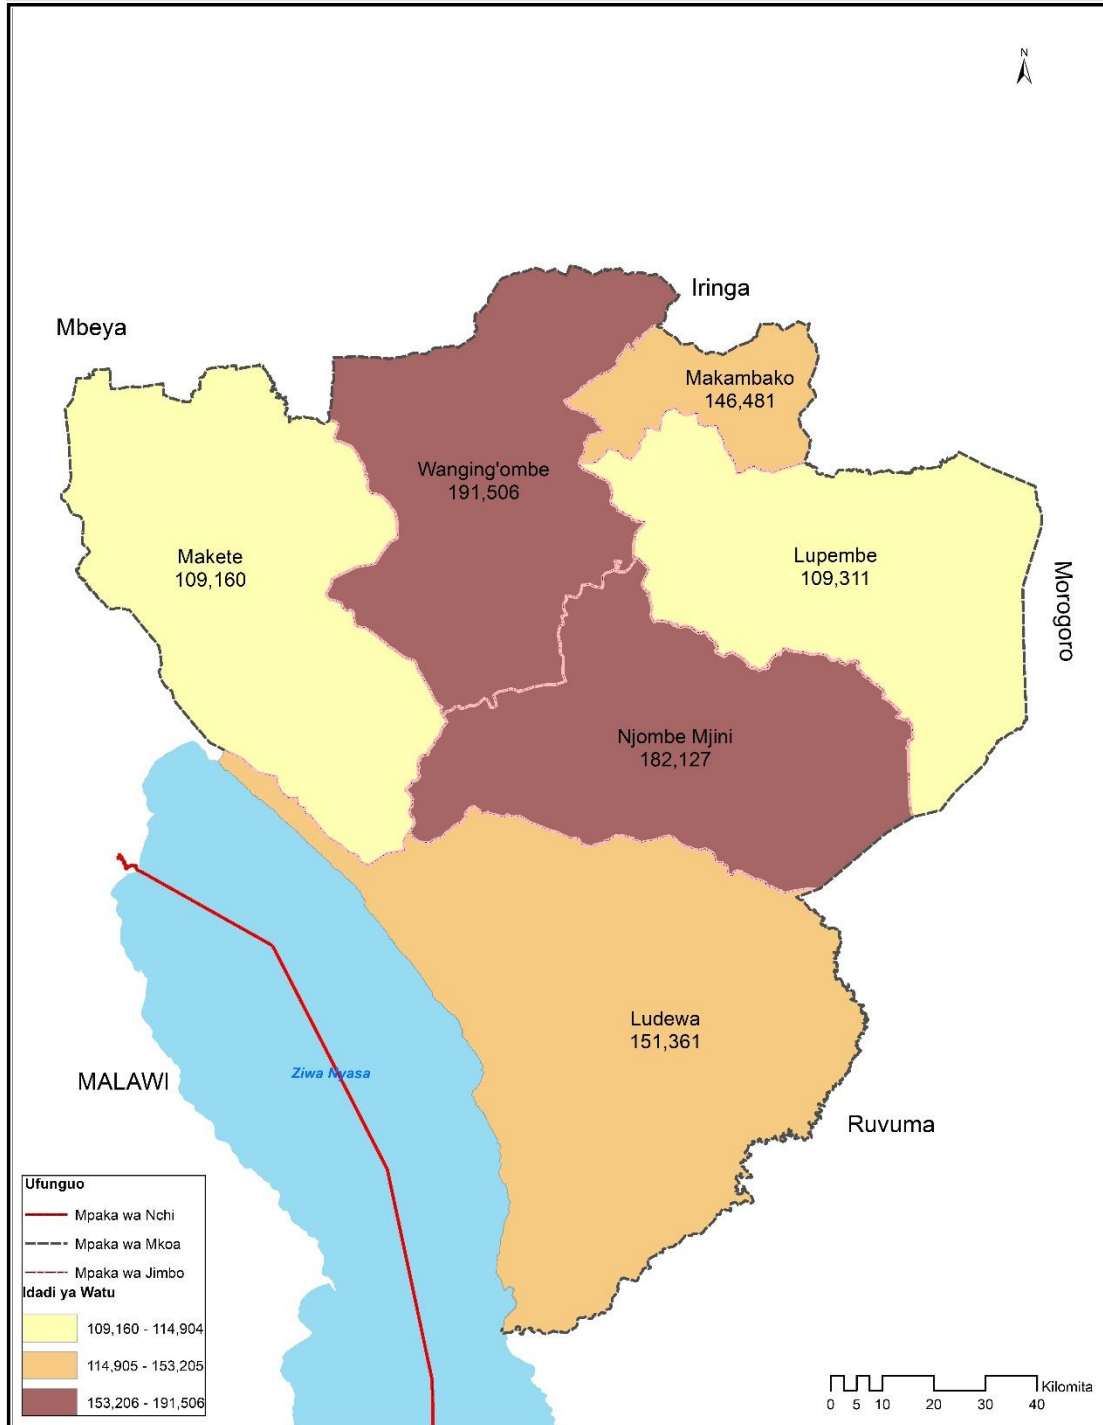 N
Iringa
Mbeya
Makambako
146,481
Wanging'ombe
191,506
Makete
109,160
Lupembe
109,311
Morogoro
Njombe Mjini
182,127
Ludewa
151,361
Ziwa Nyasa
MALAWI
Ruvuma
Ufunguo
Mpaka wa Nchi
Mpaka wa Mkoa
Mpaka wa Jimbo
Idadi ya Watu
109,160 - 114,904
114,905 - 153,205
153,206 - 191,506
Kilomita
0 5 10 20 30 40